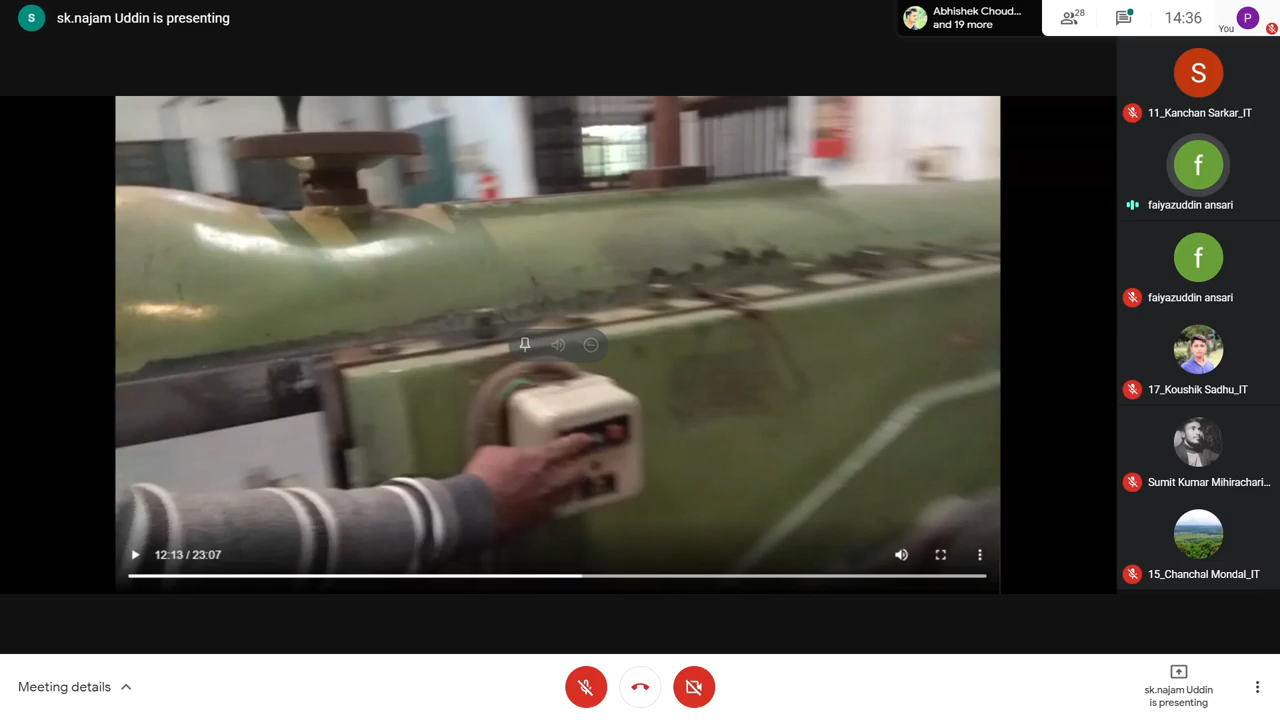 S
sk.najam Uddin is presenting
Abhishek Choud...
and 19 more
28
14:36
You
P
S
11_Kanchan Sarkar_IT
f
faiyazuddin ansari
f
faiyazuddin ansari
17_Koushik Sadhu_IT
Sumit Kumar Mihirachari...
15_Chanchal Mondal_IT
12:13 / 23:07
Meeting details
sk.najam Uddin
is presenting